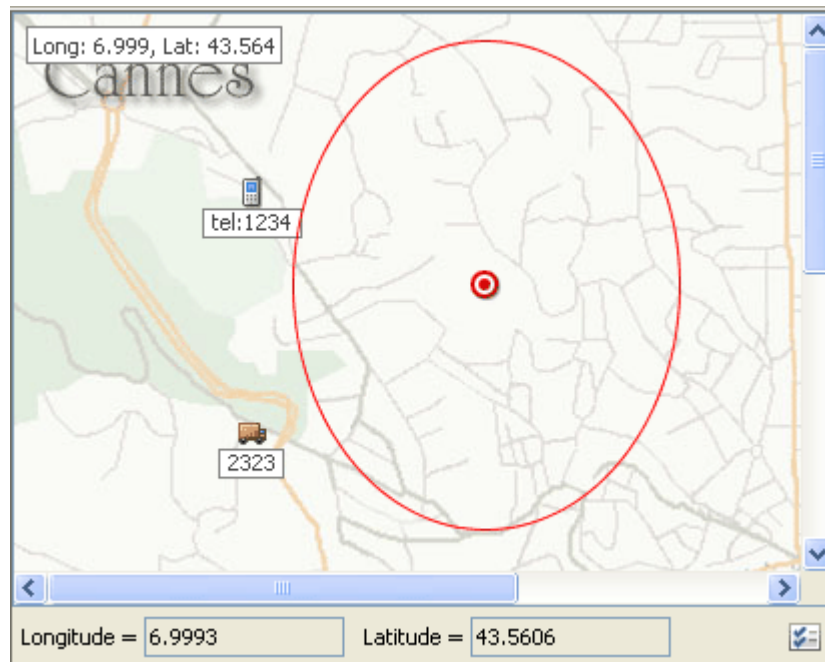 Long: 6.999, Lat: 43.564
Cannes
tel:1234
2323
Longitude = 6.9993 Latitude = 43.5606